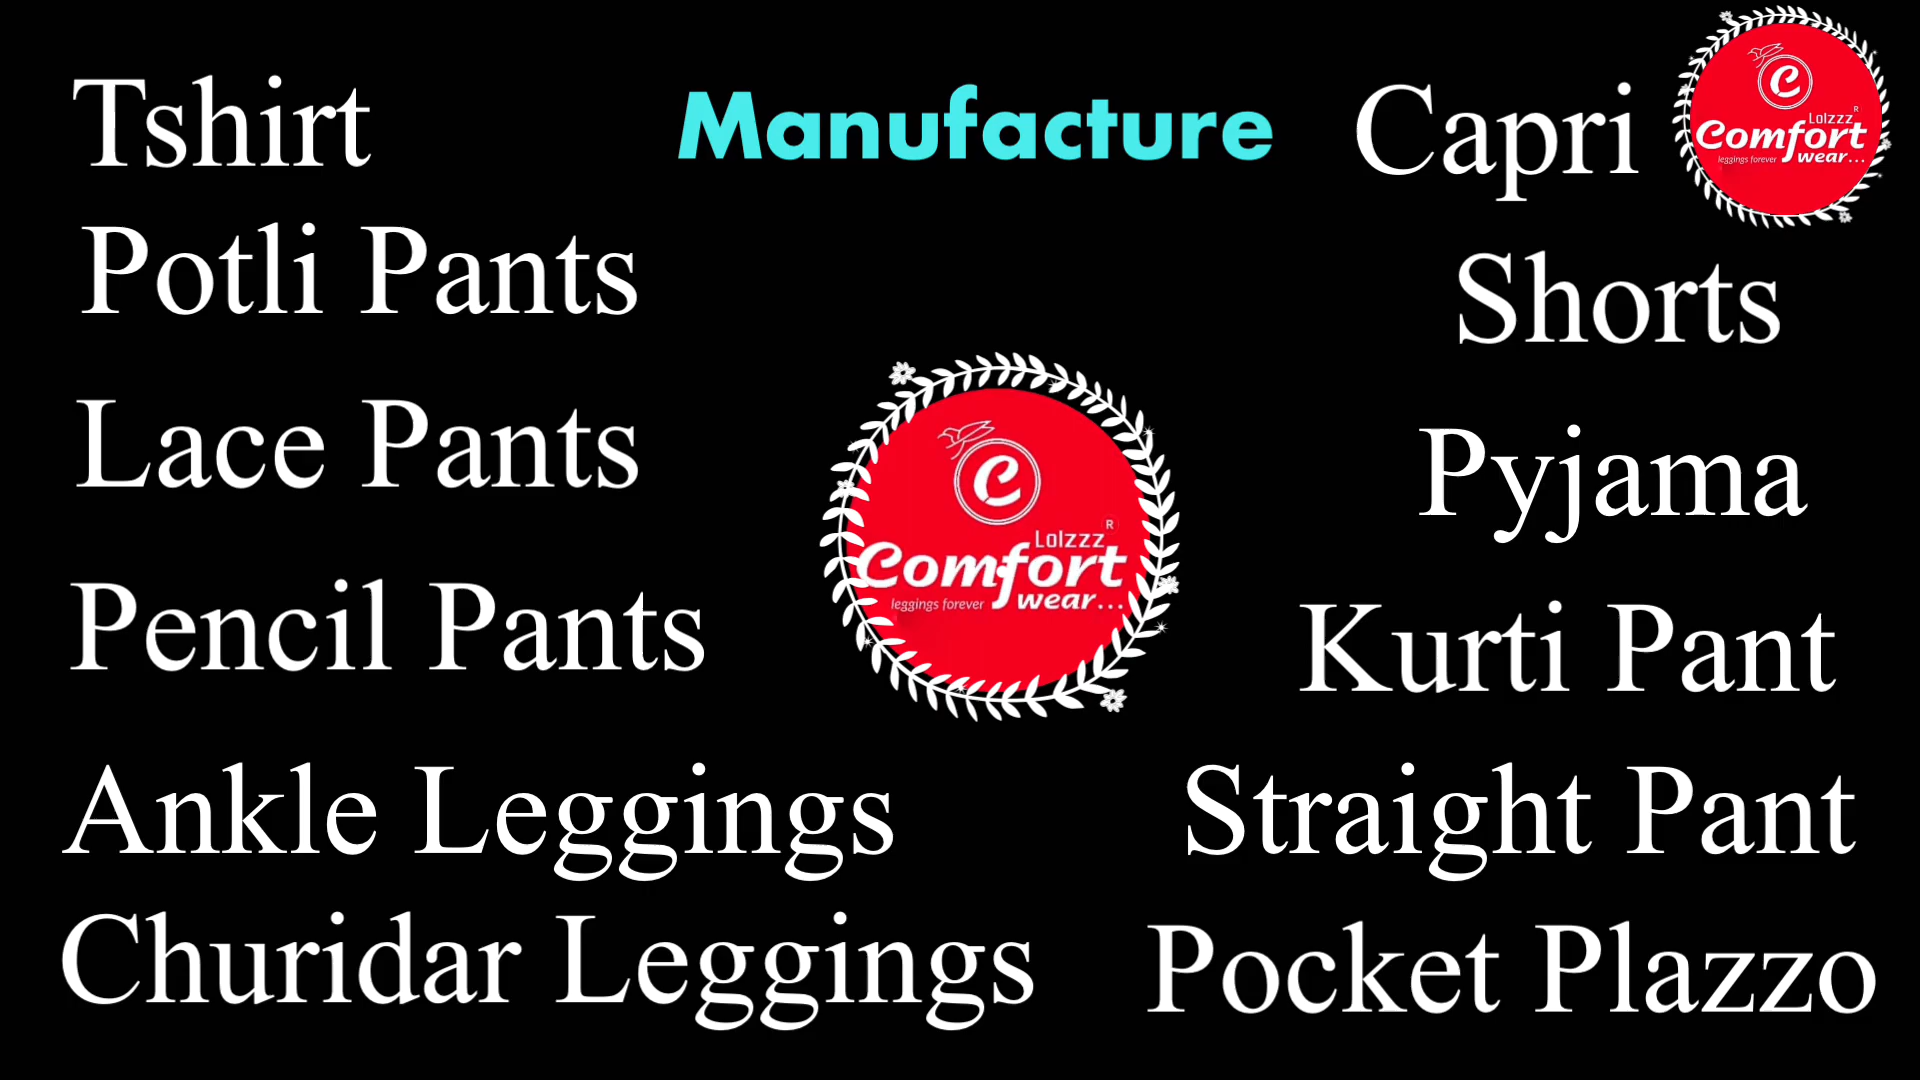 Tshirt
Manufacture
Capri
C
Lolzzz R
Comfort
leggings forever wear...
Potli Pants
Shorts
Lace Pants
Pyjama
C
Lolzzz R
Comfort
leggings forever wear...
Pencil Pants
Kurti Pant
Ankle Leggings
Straight Pant
Churidar Leggings
Pocket Plazzo